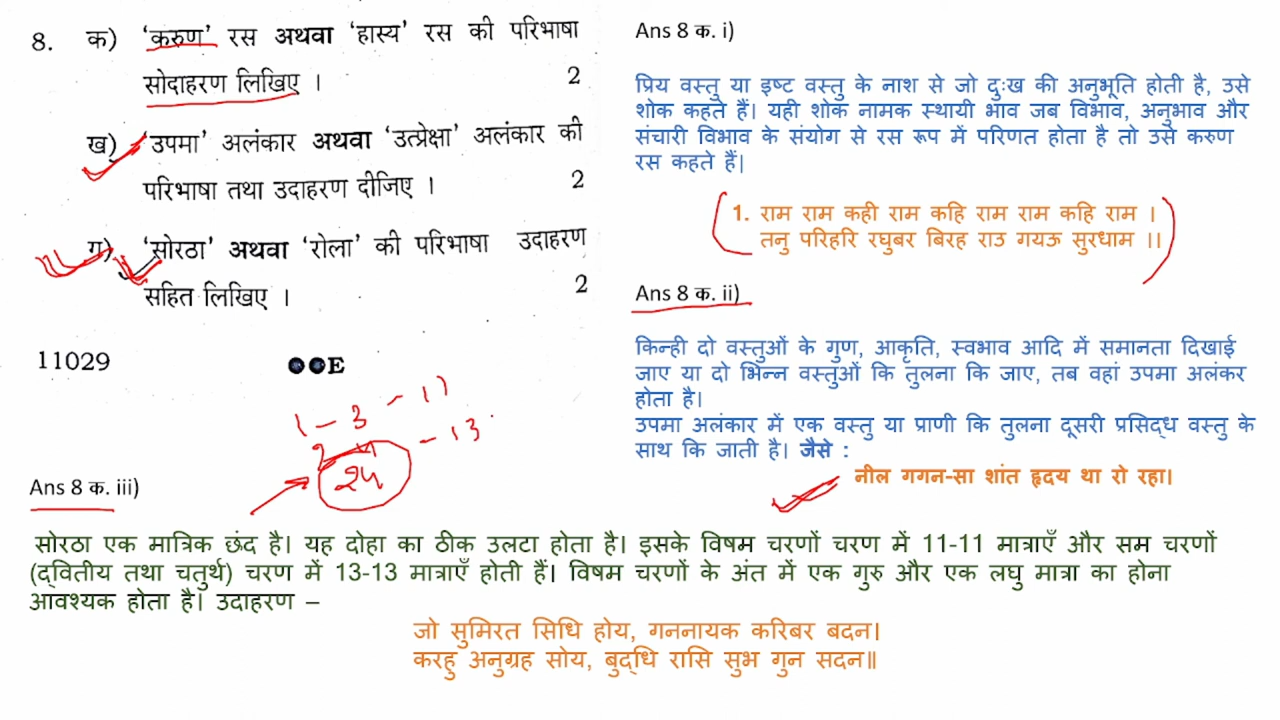 8. क) 'करुण' रस अथवा 'हास्य' रस की परिभाषा
सोदाहरण लिखिए । 2
ख) 'उपमा' अलंकार अथवा 'उत्प्रेक्षा' अलंकार की
परिभाषा तथा उदाहरण दीजिए । 2
ग) 'सोरठा' अथवा 'रोला' की परिभाषा उदाहरण
सहित लिखिए । 2
11029 E
1 – 3 – 11
– 13
24
Ans 8 क. i)
प्रिय वस्तु या इष्ट वस्तु के नाश से जो दुःख की अनुभूति होती है, उसे
शोक कहते हैं। यही शोक नामक स्थायी भाव जब विभाव, अनुभाव और
संचारी विभाव के संयोग से रस रूप में परिणत होता है तो उसे करुण
रस कहते हैं|
1. राम राम कही राम कहि राम राम कहि राम ।
तनु परिहरि रघुबर बिरह राउ गयऊ सुरधाम ।।
Ans 8 क. ii)
किन्ही दो वस्तुओं के गुण, आकृति, स्वभाव आदि में समानता दिखाई
जाए या दो भिन्न वस्तुओं कि तुलना कि जाए, तब वहां उपमा अलंकर
होता है।
उपमा अलंकार में एक वस्तु या प्राणी कि तुलना दूसरी प्रसिद्ध वस्तु के
साथ कि जाती है। जैसे :
नील गगन-सा शांत हृदय था रो रहा।
Ans 8 क. iii)
सोरठा एक मात्रिक छंद है। यह दोहा का ठीक उलटा होता है। इसके विषम चरणों चरण में 11-11 मात्राएँ और सम चरणों
(द्वितीय तथा चतुर्थ) चरण में 13-13 मात्राएँ होती हैं। विषम चरणों के अंत में एक गुरु और एक लघु मात्रा का होना
आवश्यक होता है। उदाहरण –
जो सुमिरत सिधि होय, गननायक करिबर बदन।
करहु अनुग्रह सोय, बुद्धि रासि सुभ गुन सदन॥